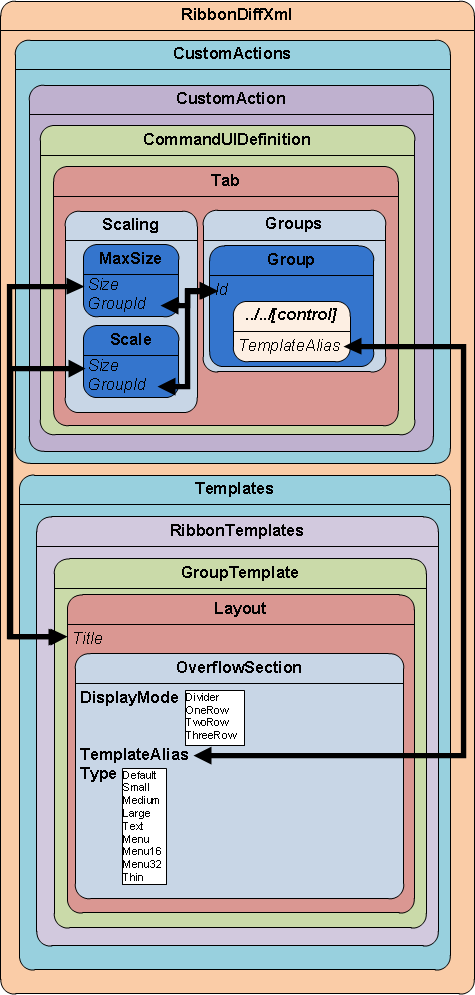 RibbonDiffXml
CustomActions
CustomAction
CommandUIDefinition
Tab
Scaling
MaxSize
Size
GroupId
Scale
Size
GroupId
Groups
Group
Id
../../[control]
TemplateAlias
Templates
RibbonTemplates
GroupTemplate
Layout
Title
OverflowSection
DisplayMode
Divider
OneRow
TwoRow
ThreeRow
TemplateAlias
Type
Default
Small
Medium
Large
Text
Menu
Menu16
Menu32
Thin